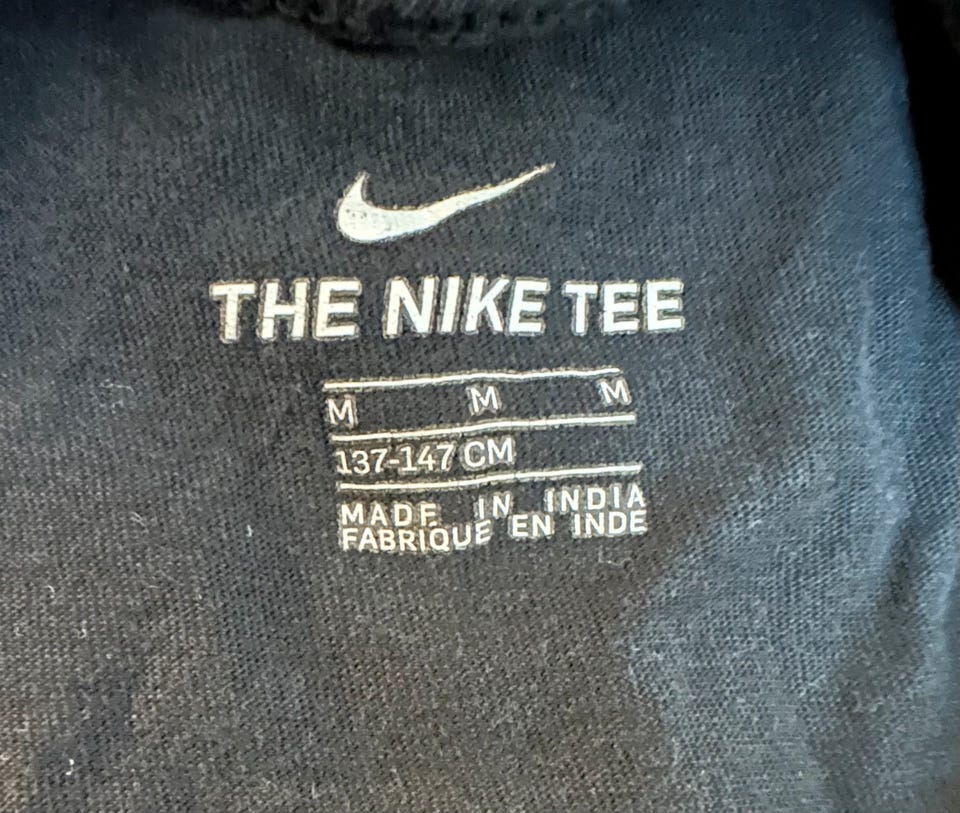 THE NIKE TEE
M M M
137-147 CM
MADE IN INDIA
FABRIQUE EN INDE